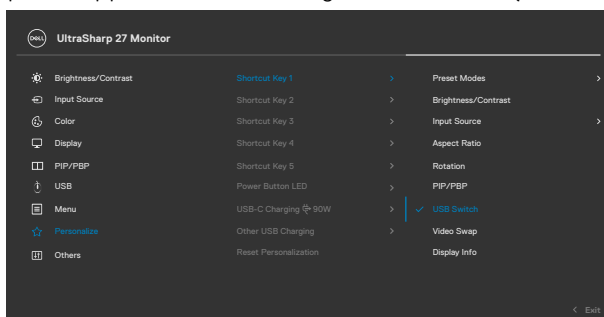 DELL UltraSharp 27 Monitor
Brightness/Contrast Shortcut Key 1 > Preset Modes >
Input Source Shortcut Key 2 > Brightness/Contrast
Color Shortcut Key 3 > Input Source >
Display Shortcut Key 4 > Aspect Ratio
PIP/PBP Shortcut Key 5 > Rotation
USB Power Button LED > PIP/PBP
Menu USB-C Charging 90W > ✓ USB Switch
Personalize Other USB Charging > Video Swap
Others Reset Personalization Display Info
< Exit